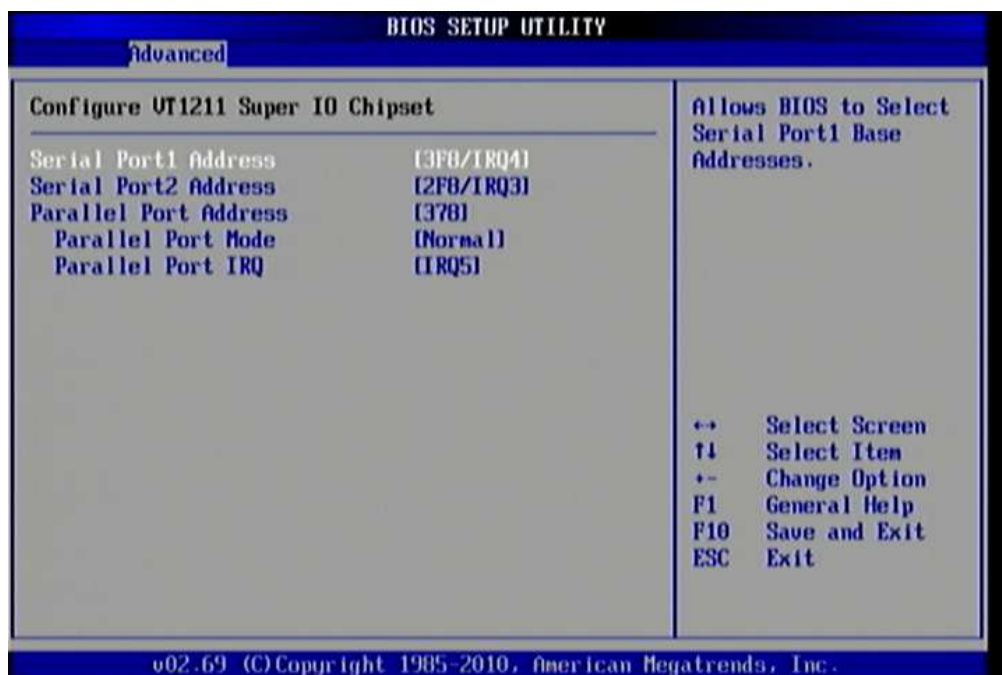 BIOS SETUP UTILITY
Advanced
Configure VT1211 Super IO Chipset
Serial Port1 Address [3F8/IRQ4]
Serial Port2 Address [2F8/IRQ3]
Parallel Port Address [378]
Parallel Port Mode [Normal]
Parallel Port IRQ [IRQ5]
Allows BIOS to Select
Serial Port1 Base
Addresses.
↔ Select Screen
↑↓ Select Item
+- Change Option
F1 General Help
F10 Save and Exit
ESC Exit
v02.69 (C)Copyright 1985-2010, American Megatrends, Inc.